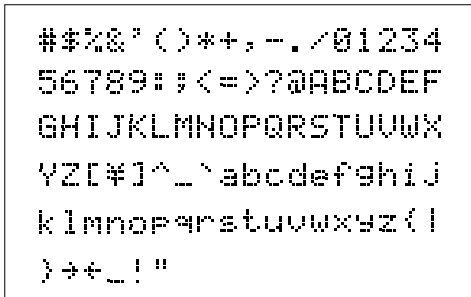 #$%&'()*+,-./01234
56789:;<=>?@ABCDEF
GHIJKLMNOPQRSTUVWX
YZ[¥]^_`abcdefghij
klmnopqrstuvwxyz{|
}→←_!"